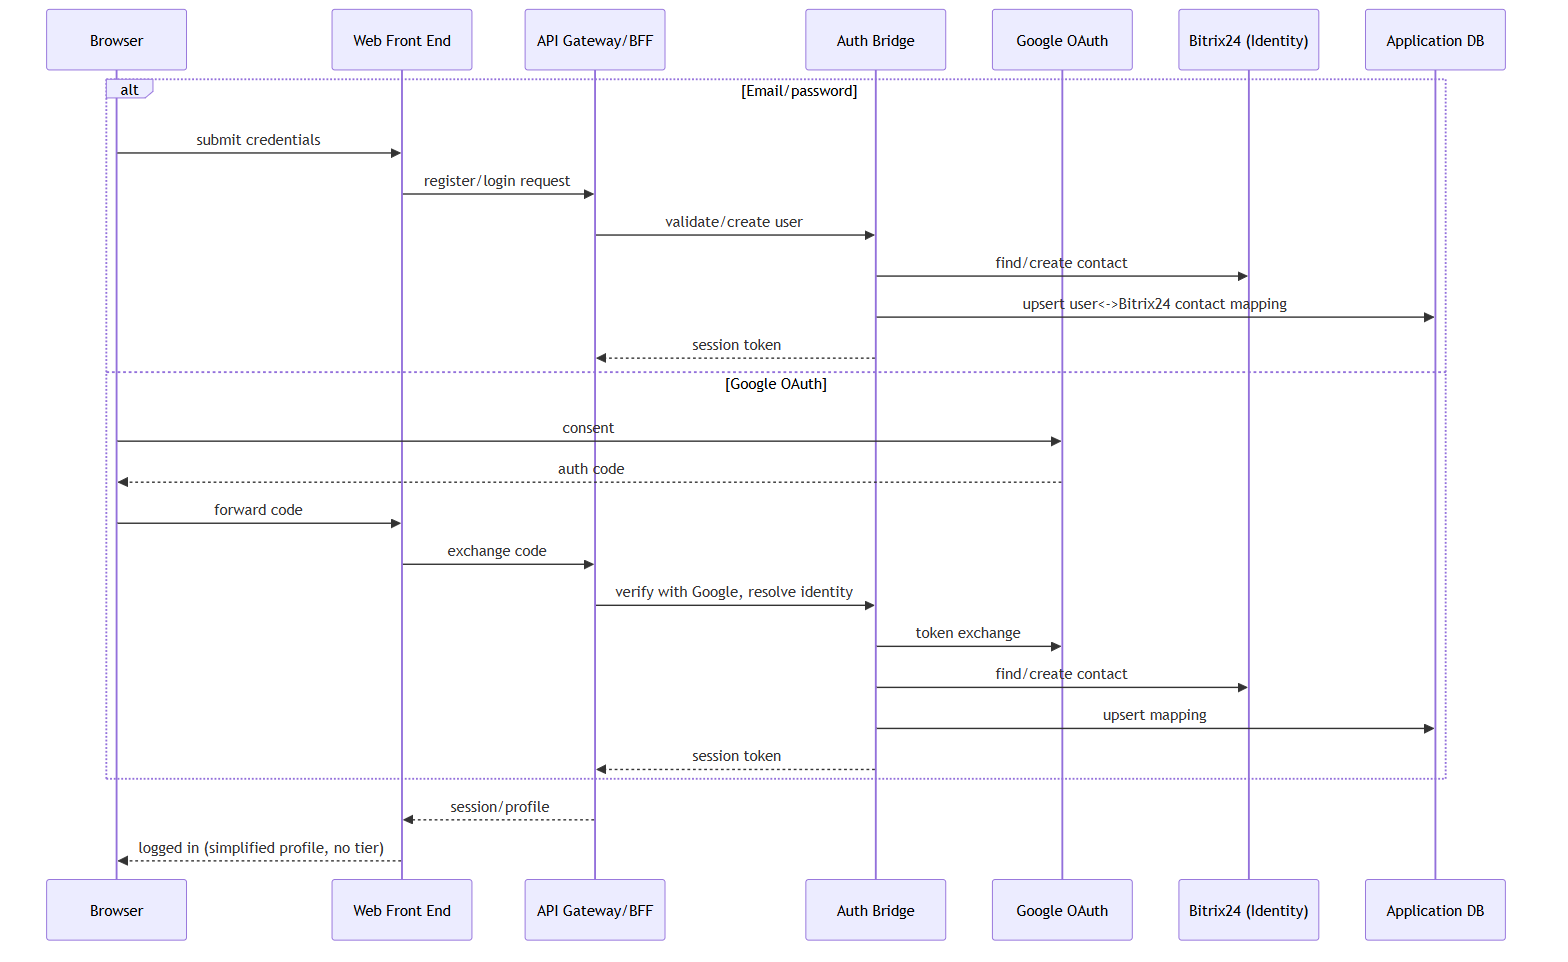 Browser
Web Front End
API Gateway/BFF
Auth Bridge
Google OAuth
Bitrix24 (Identity)
Application DB
alt
[Email/password]
submit credentials
register/login request
validate/create user
find/create contact
upsert user<->Bitrix24 contact mapping
session token
[Google OAuth]
consent
auth code
forward code
exchange code
verify with Google, resolve identity
token exchange
find/create contact
upsert mapping
session token
session/profile
logged in (simplified profile, no tier)
Browser
Web Front End
API Gateway/BFF
Auth Bridge
Google OAuth
Bitrix24 (Identity)
Application DB